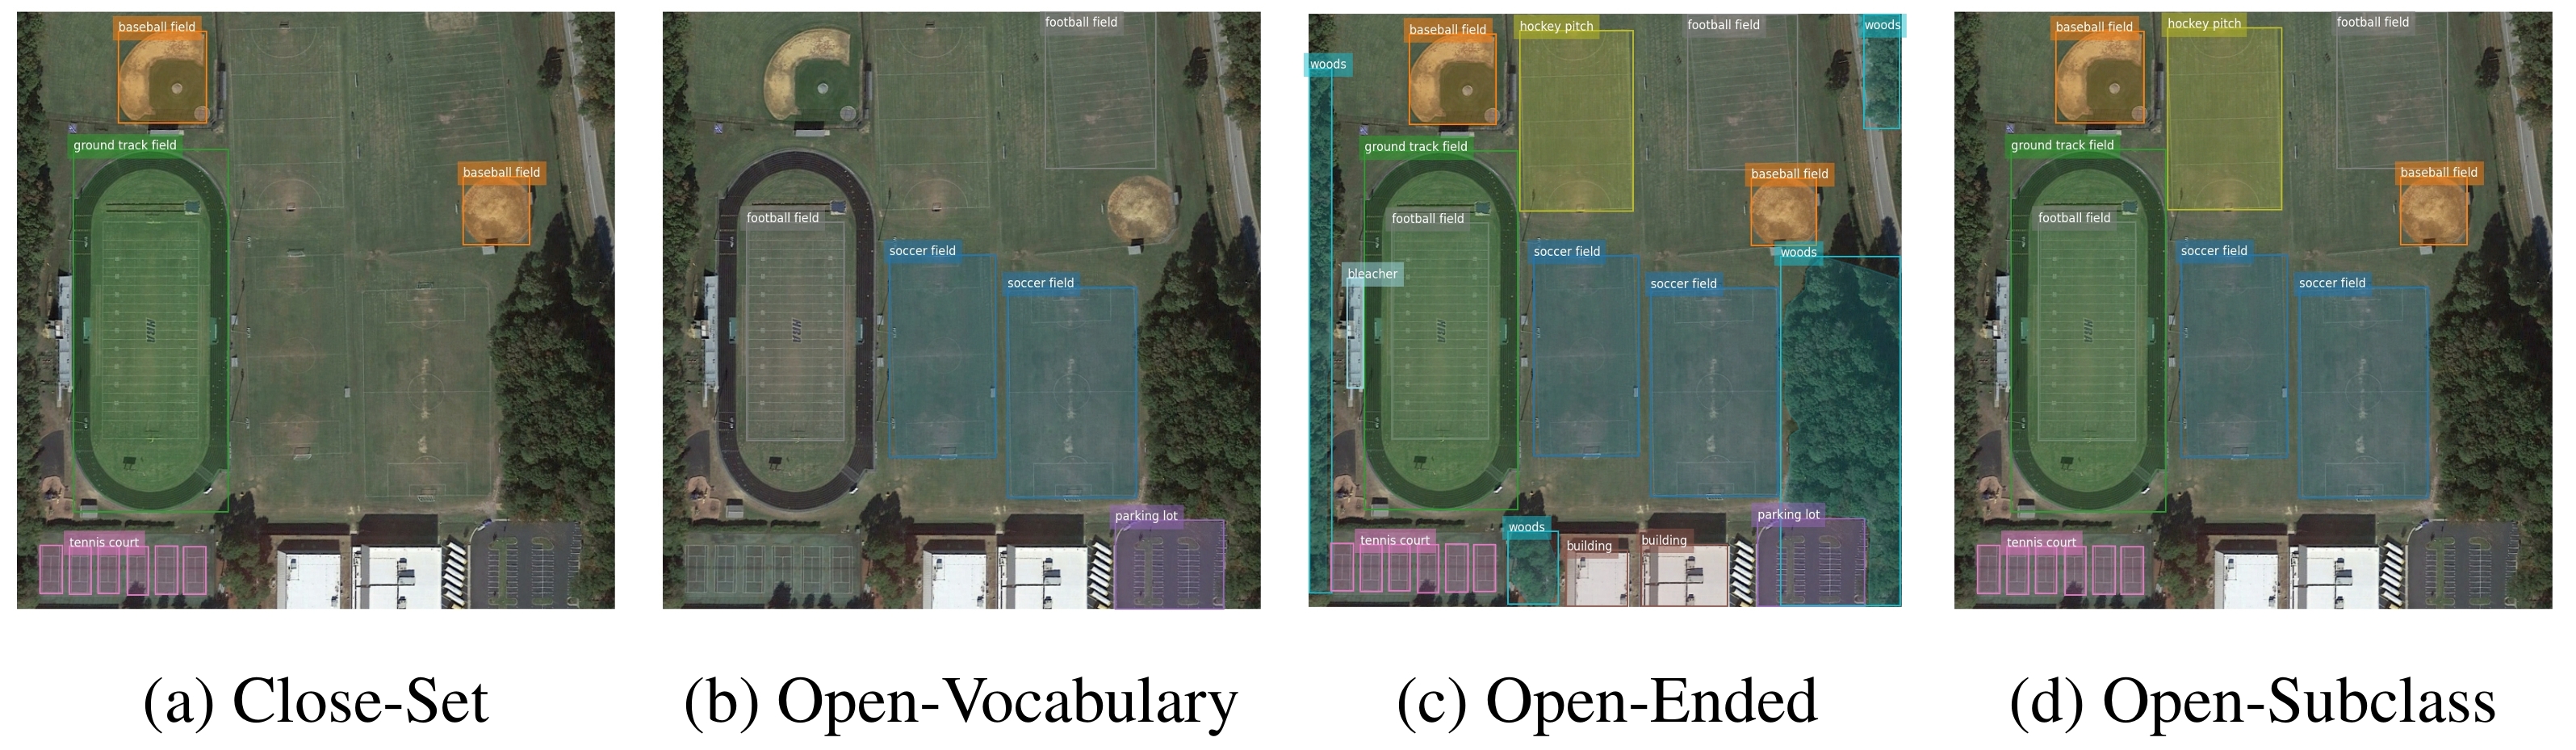 baseball field
ground track field
baseball field
tennis court
football field
football field
soccer field
soccer field
parking lot
woods
baseball field
hockey pitch
football field
woods
ground track field
baseball field
football field
soccer field
woods
bleacher
soccer field
parking lot
tennis court
woods
building
building
baseball field
hockey pitch
football field
ground track field
baseball field
football field
soccer field
soccer field
tennis court
(a) Close-Set
(b) Open-Vocabulary
(c) Open-Ended
(d) Open-Subclass